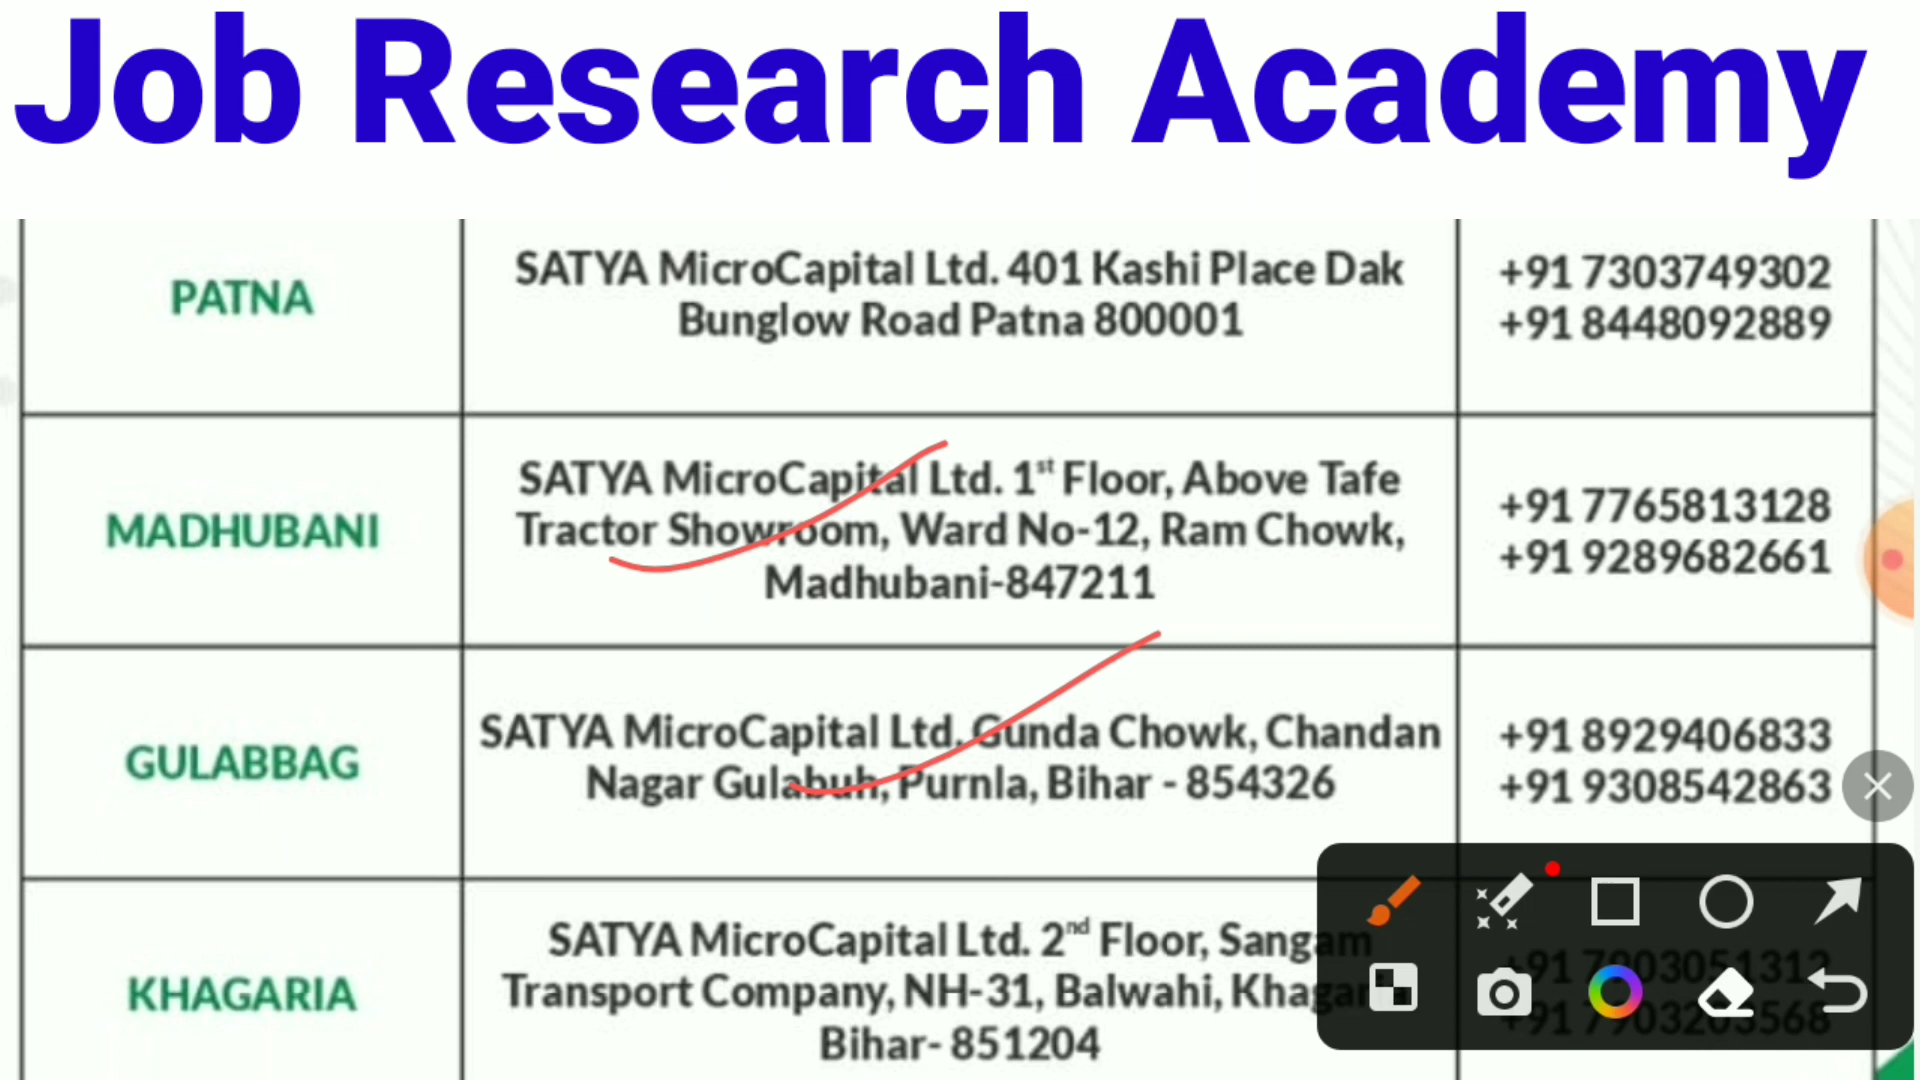 Job Research Academy
PATNA
SATYA MicroCapital Ltd. 401 Kashi Place Dak
Bunglow Road Patna 800001
+91 7303749302
+91 8448092889
MADHUBANI
SATYA MicroCapital Ltd. 1st Floor, Above Tafe
Tractor Showroom, Ward No-12, Ram Chowk,
Madhubani-847211
+91 7765813128
+91 9289682661
GULABBAG
SATYA MicroCapital Ltd. Gunda Chowk, Chandan
Nagar Gulabuh, Purnla, Bihar - 854326
+91 8929406833
+91 9308542863
KHAGARIA
SATYA MicroCapital Ltd. 2nd Floor, Sangam
Transport Company, NH-31, Balwahi,
Bihar- 851204